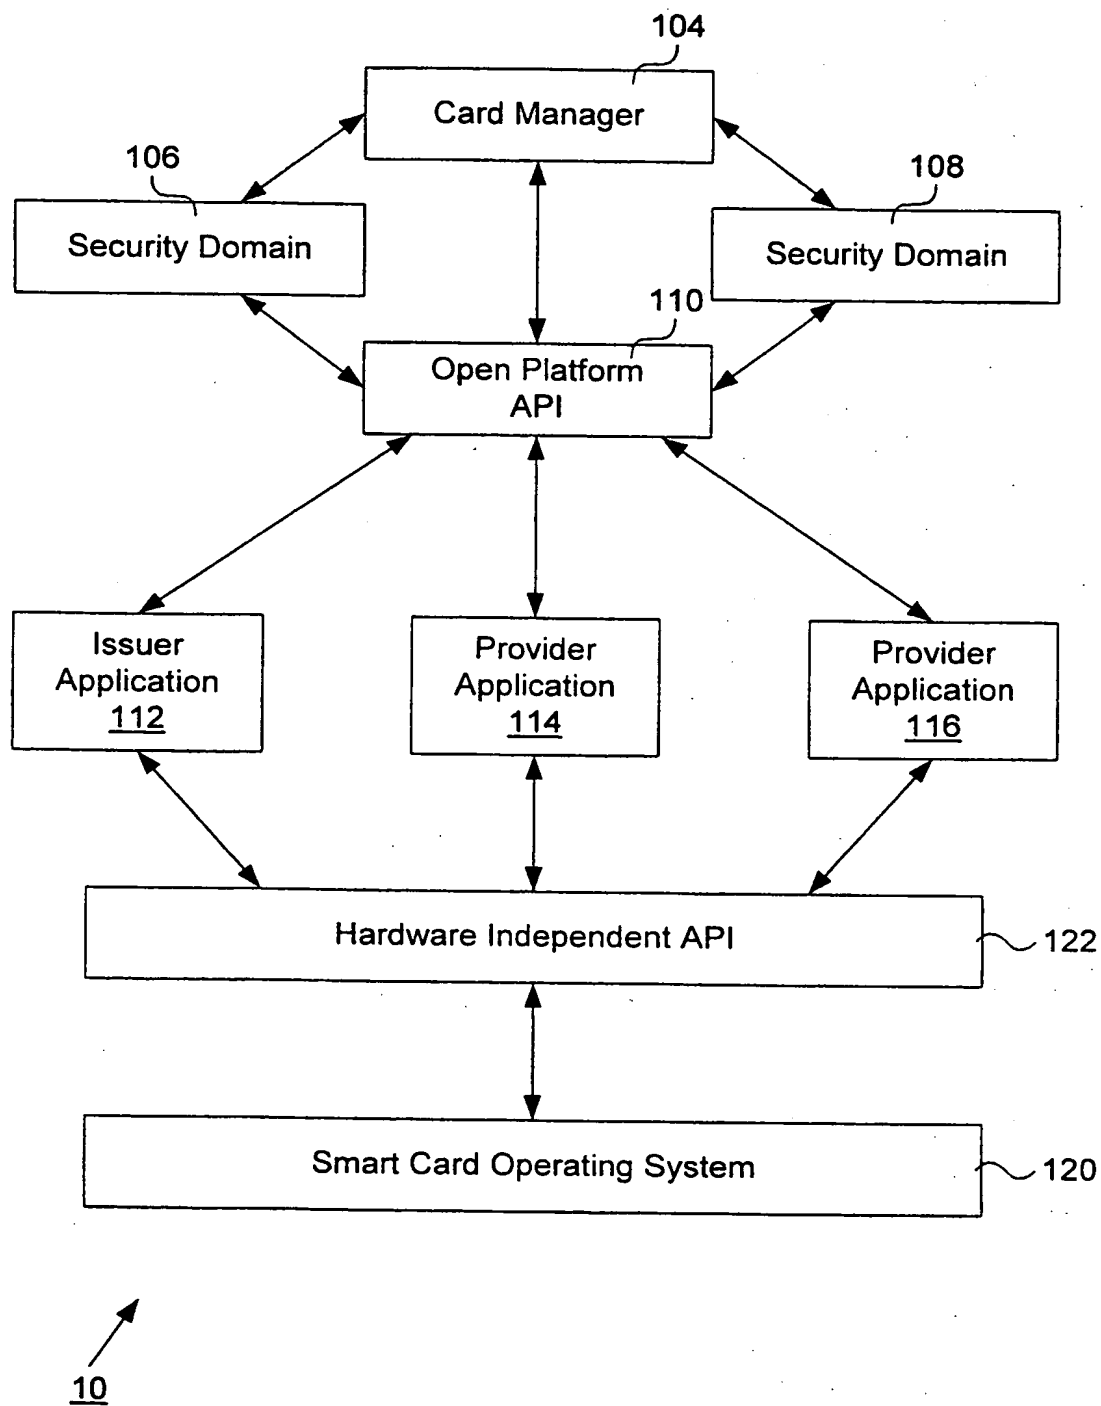 104
Card Manager
106
108
Security Domain
Security Domain
110
Open Platform
API
Issuer
Application
112
Provider
Application
114
Provider
Application
116
Hardware Independent API
122
Smart Card Operating System
120
10